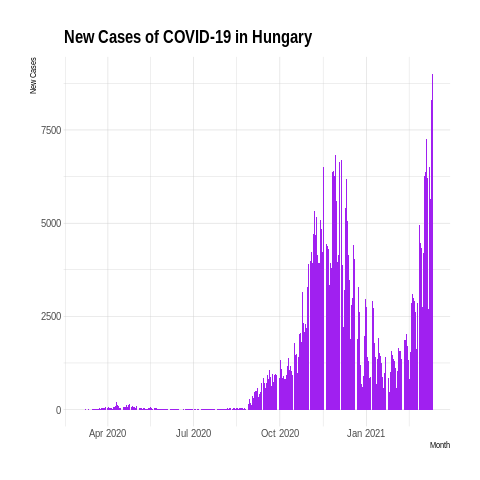 New Cases of COVID-19 in Hungary
New Cases
7500
5000
2500
0
Apr 2020 Jul 2020 Oct 2020 Jan 2021
Month